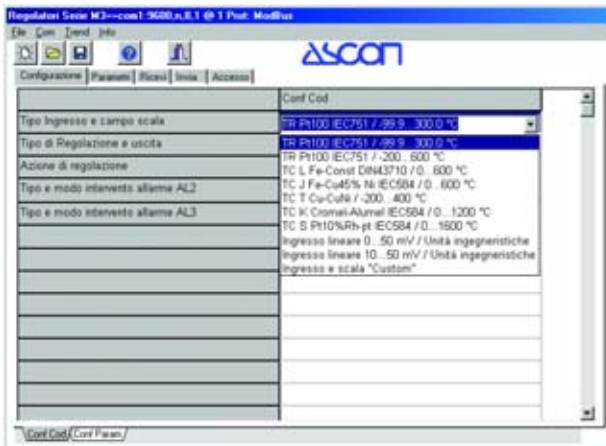 Regolatori Serie M3--com1:9600,n,8,1 @ 1 Prot: ModBus
File Com Trend Info
ASCON
Configurazione Parametri Ricevi Invia Accesso
Conf Cod
Tipo Ingresso e campo scala
TR Pt100 IEC751 / -99.9...300.0 °C
Tipo di Regolazione e uscita
Azione di regolazione
Tipo e modo intervento allarme AL2
Tipo e modo intervento allarme AL3
TR Pt100 IEC751 / -99.9...300.0 °C
TR Pt100 IEC751 / -200...600 °C
TC L Fe-Const DIN43710 / 0...600 °C
TC J Fe-Cu45% Ni IEC584 / 0...600 °C
TC T Cu-CuNi / -200...400 °C
TC K Cromel-Alumel IEC584 / 0...1200 °C
TC S Pt10%Rh-pt IEC584 / 0...1600 °C
Ingresso lineare 0...50 mV / Unità ingegneristiche
Ingresso lineare 10...50 mV / Unità ingegneristiche
Ingresso e scala "Custom"
Conf Cod Conf Param